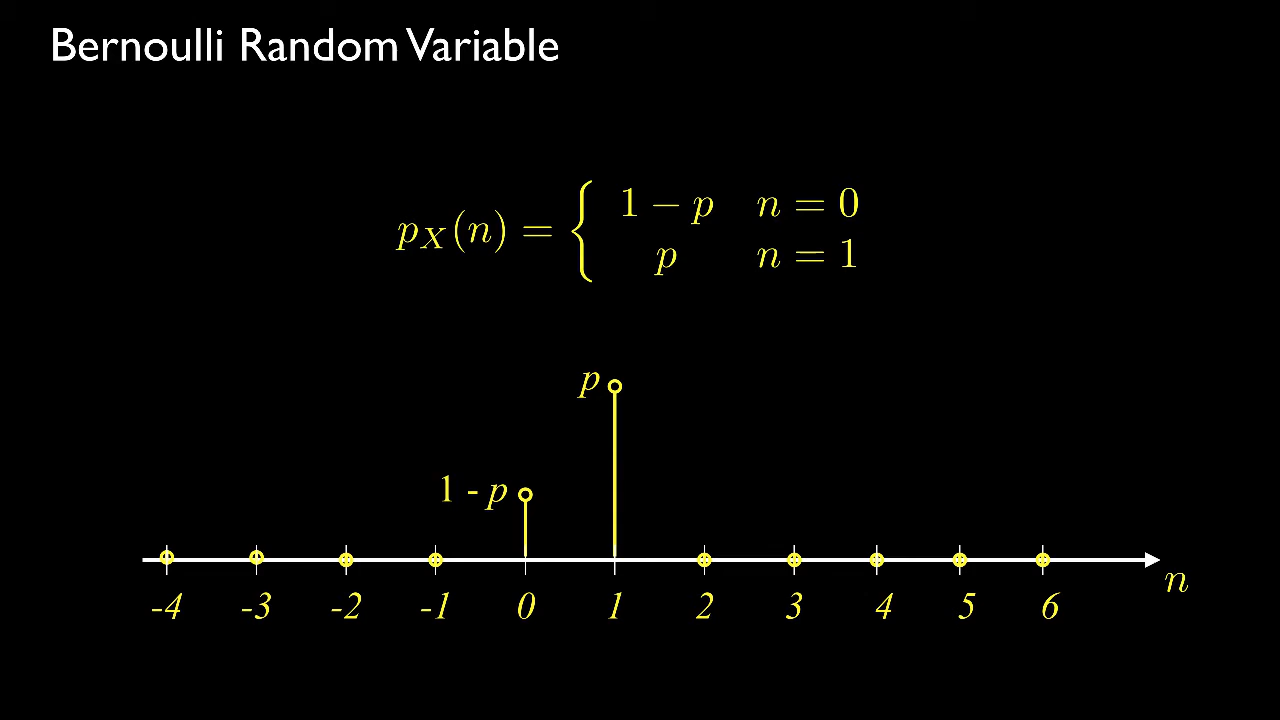 Bernoulli Random Variable
p_X(n) = { 1 − p n = 0
p n = 1
p
1 - p
n
-4 -3 -2 -1 0 1 2 3 4 5 6